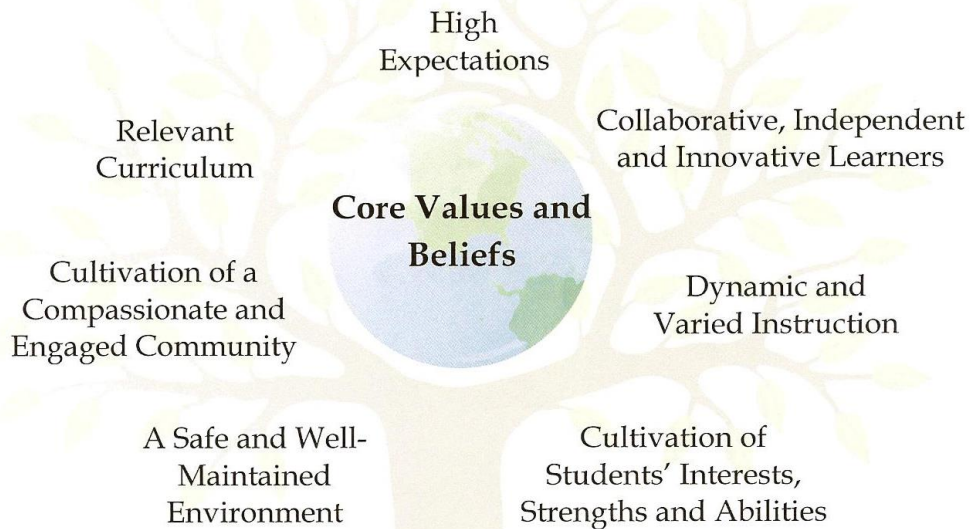 High
Expectations
Relevant
Curriculum
Collaborative, Independent
and Innovative Learners
Core Values and
Beliefs
Cultivation of a
Compassionate and
Engaged Community
Dynamic and
Varied Instruction
A Safe and Well-
Maintained
Environment
Cultivation of
Students’ Interests,
Strengths and Abilities